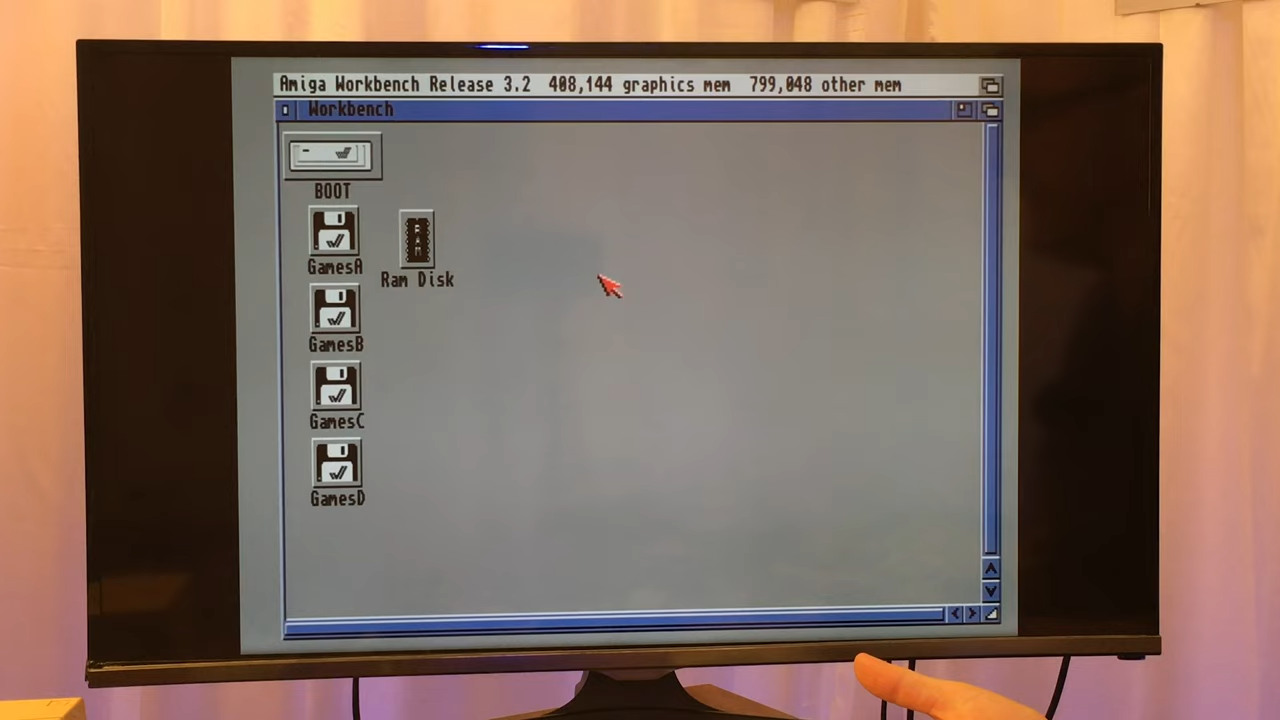 Amiga Workbench Release 3.2 408,144 graphics mem 799,048 other mem
Workbench
BOOT
GamesA
RAM
Ram Disk
GamesB
GamesC
GamesD